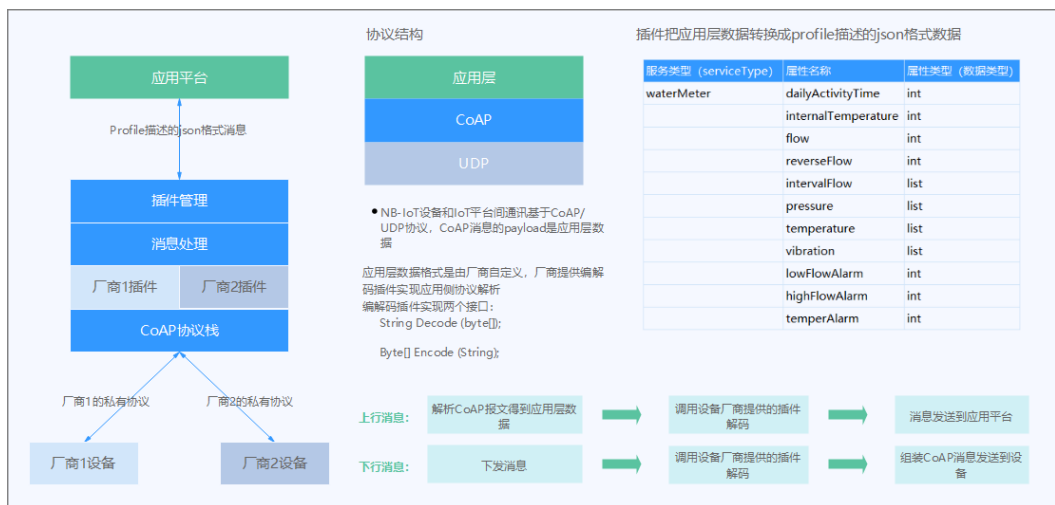 应用平台
Profile描述的json格式消息
插件管理
消息处理
厂商1插件
厂商2插件
CoAP协议栈
厂商1的私有协议
厂商2的私有协议
厂商1设备
厂商2设备
协议结构
应用层
CoAP
UDP
●NB-IoT设备和IoT平台间通讯基于CoAP/
UDP协议，CoAP消息的payload是应用层数
据
应用层数据格式是由厂商自定义，厂商提供编解
码插件实现应用侧协议解析
编解码插件实现两个接口：
String Decode (byte[]);
Byte[] Encode (String);
插件把应用层数据转换成profile描述的json格式数据
服务类型（serviceType） 属性名称 属性类型（数据类型）
waterMeter dailyActivityTime int
internalTemperature int
flow int
reverseFlow int
intervalFlow list
pressure list
temperature list
vibration list
lowFlowAlarm int
highFlowAlarm int
temperAlarm int
上行消息：
解析CoAP报文得到应用层数
据
调用设备厂商提供的插件
解码
消息发送到应用平台
下行消息：
下发消息
调用设备厂商提供的插件
解码
组装CoAP消息发送到设
备